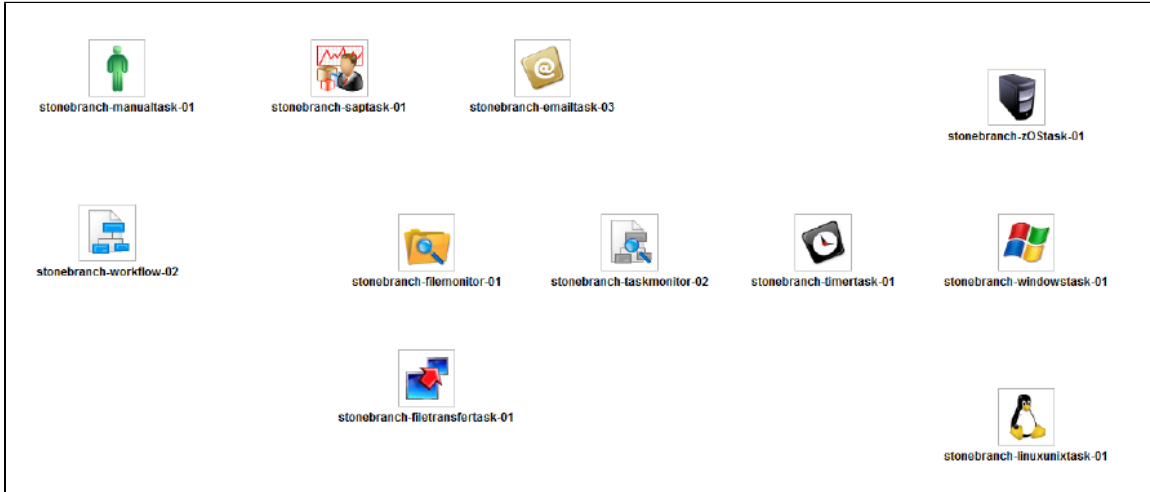 stonebranch-manualtask-01
stonebranch-saptask-01
stonebranch-emailtask-03
stonebranch-zOStask-01
stonebranch-workflow-02
stonebranch-filemonitor-01
stonebranch-taskmonitor-02
stonebranch-timertask-01
stonebranch-windowstask-01
stonebranch-filetransfertask-01
stonebranch-linuxunixtask-01